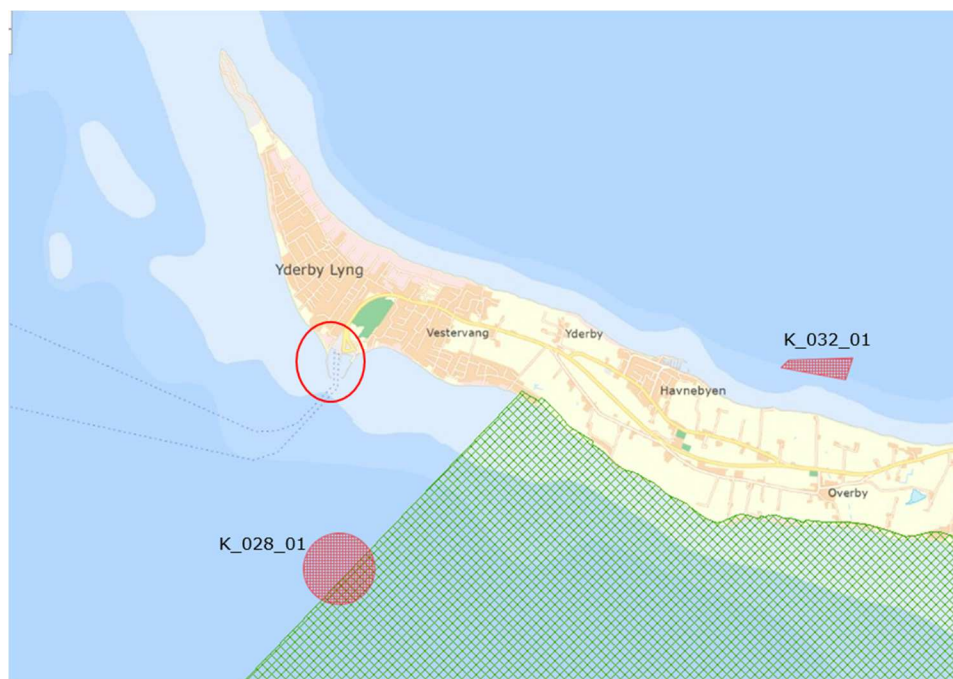 Yderby Lyng
Vestervang
Yderby
K_032_01
Havnebyen
Overby
K_028_01